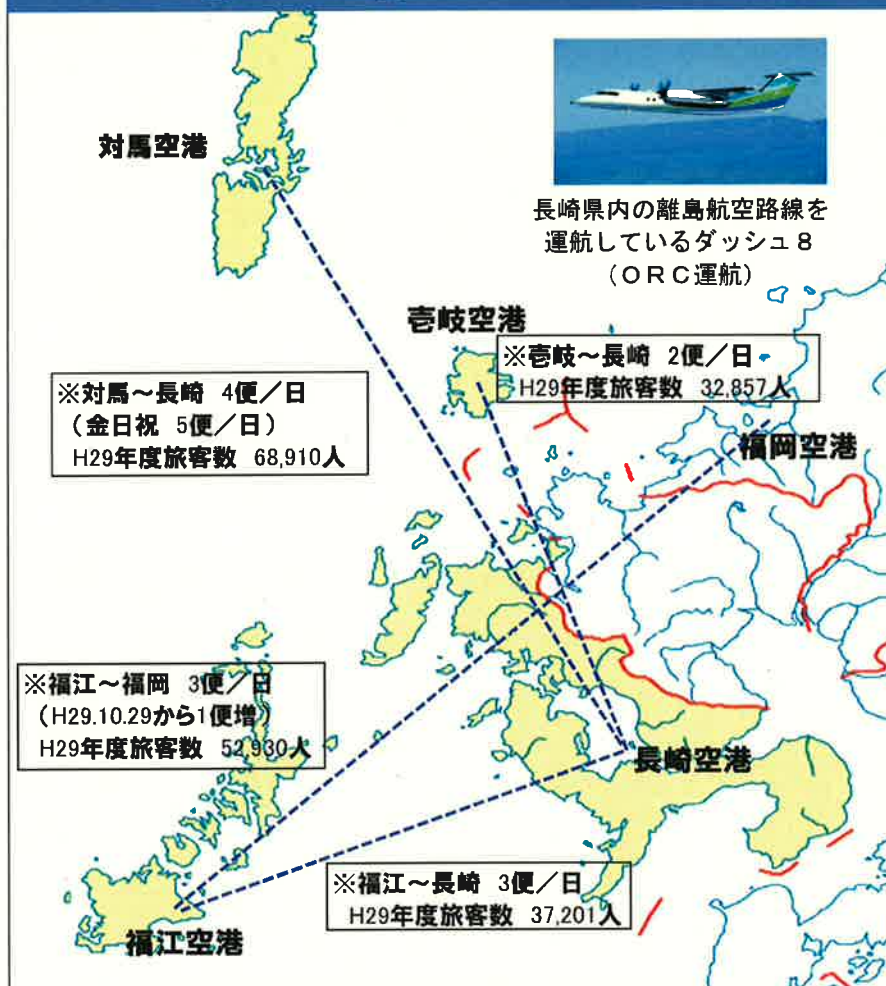 対馬空港
長崎県内の離島航空路線を
運航しているダッシュ8
（ORC運航）
壱岐空港
※壱岐～長崎 2便／日
H29年度旅客数 32,857人
※対馬～長崎 4便／日
（金日祝 5便／日）
H29年度旅客数 68,910人
福岡空港
※福江～福岡 3便／日
（H29.10.29から1便増）
H29年度旅客数 52,930人
長崎空港
※福江～長崎 3便／日
H29年度旅客数 37,201人
福江空港